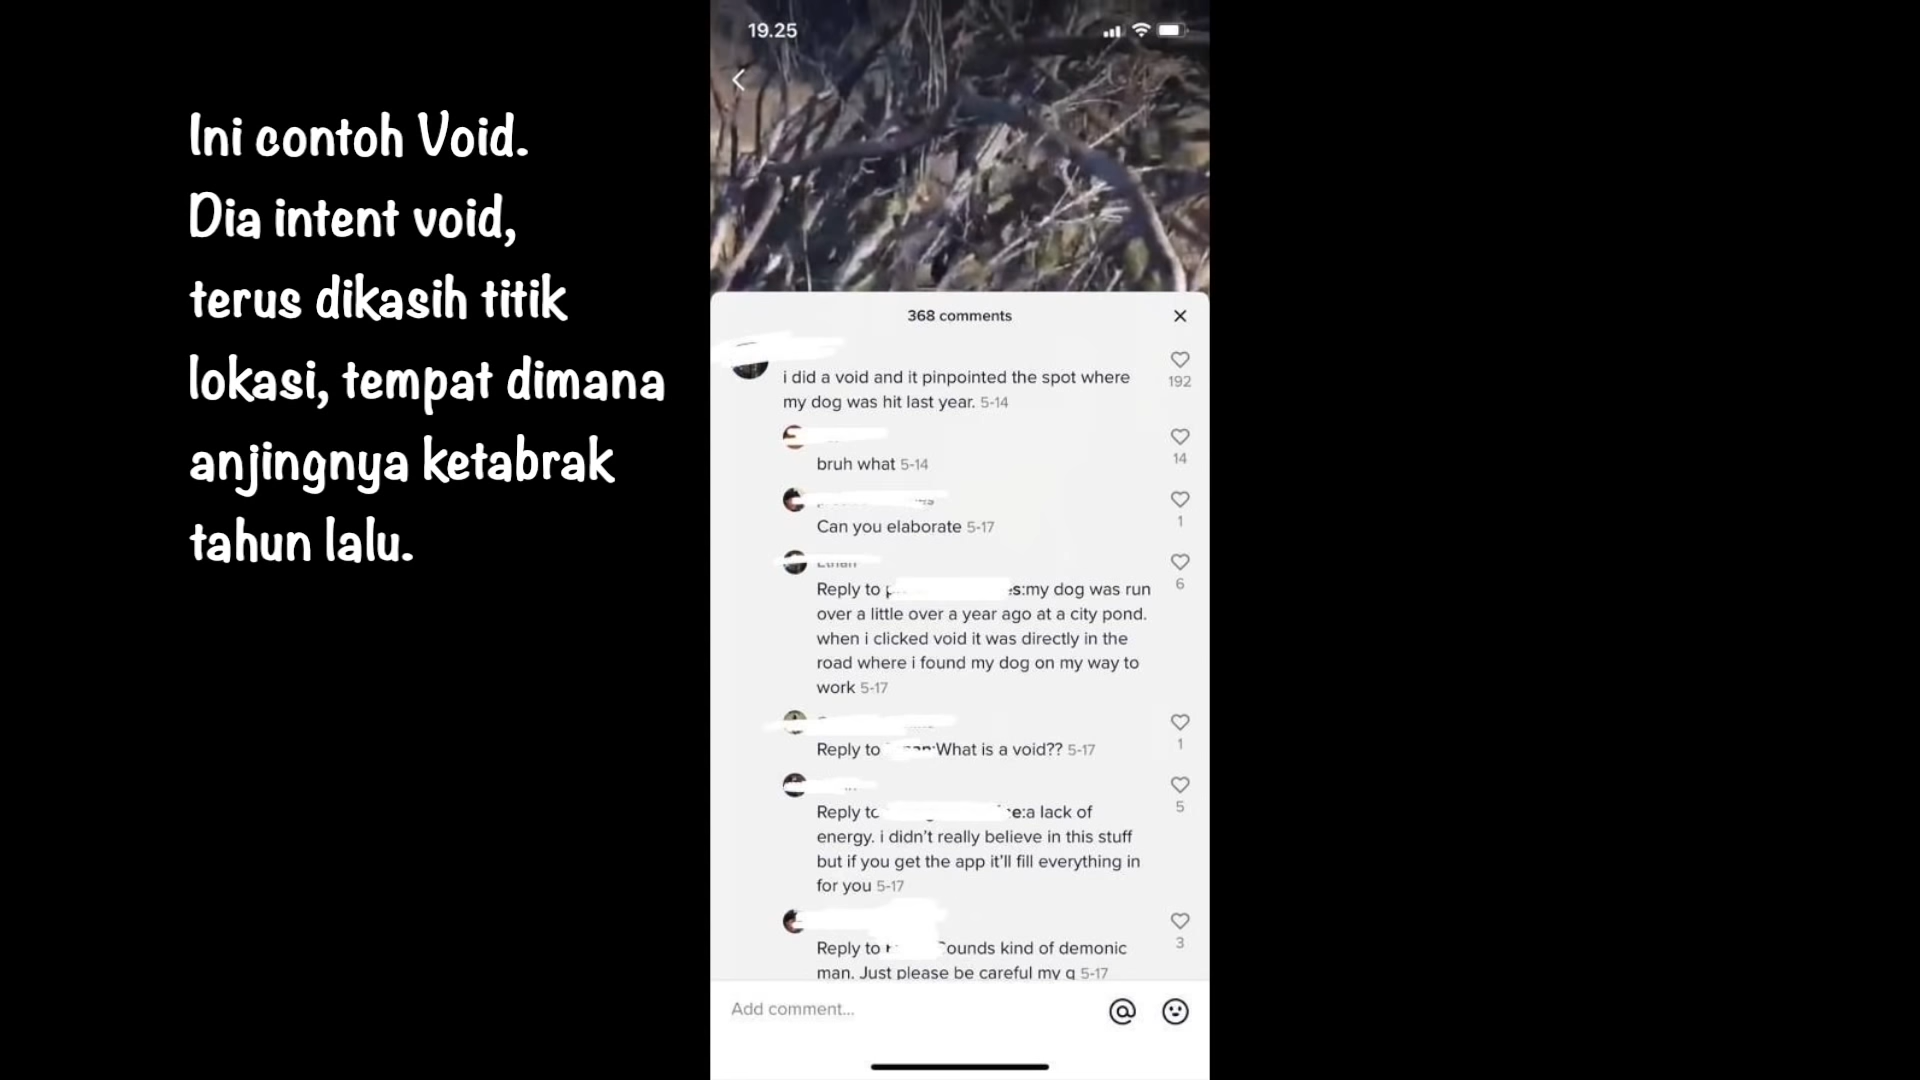 Ini contoh Void.
Dia intent void,
terus dikasih titik
lokasi, tempat dimana
anjingnya ketabrak
tahun lalu.
19.25
368 comments
i did a void and it pinpointed the spot where
my dog was hit last year. 5-14
192
bruh what 5-14
14
Can you elaborate 5-17
1
Reply to :my dog was run
over a little over a year ago at a city pond.
when i clicked void it was directly in the
road where i found my dog on my way to
work 5-17
6
Reply to :What is a void?? 5-17
1
Reply to :a lack of
energy. i didn't really believe in this stuff
but if you get the app it'll fill everything in
for you 5-17
5
Reply to kind of demonic
man. Just please be careful my g 5-17
3
Add comment...